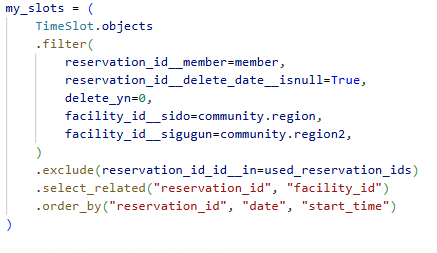 my_slots = (
    TimeSlot.objects
    .filter(
        reservation_id__member=member,
        reservation_id__delete_date__isnull=True,
        delete_yn=0,
        facility_id__sido=community.region,
        facility_id__sigugun=community.region2,
    )
    .exclude(reservation_id_id__in=used_reservation_ids)
    .select_related("reservation_id", "facility_id")
    .order_by("reservation_id", "date", "start_time")
)